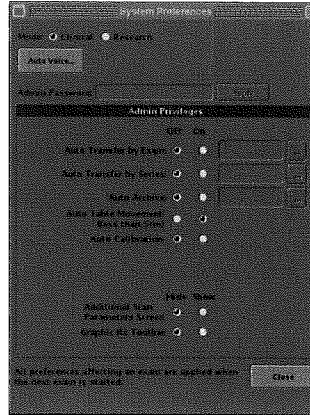 System Preferences
Mode: Clinical Research
Auto Voice...
Admin Password:
Admin Privileges
Off On
Auto Transfer by Exam:
Auto Transfer by Series:
Auto Archive:
Auto Table Movement
Auto Calibration:
Hide Show
Additional Scan
Parameters Screen
Graphic Rx Toolbar:
All preferences affecting an exam are applied when
the next exam is started.
Close